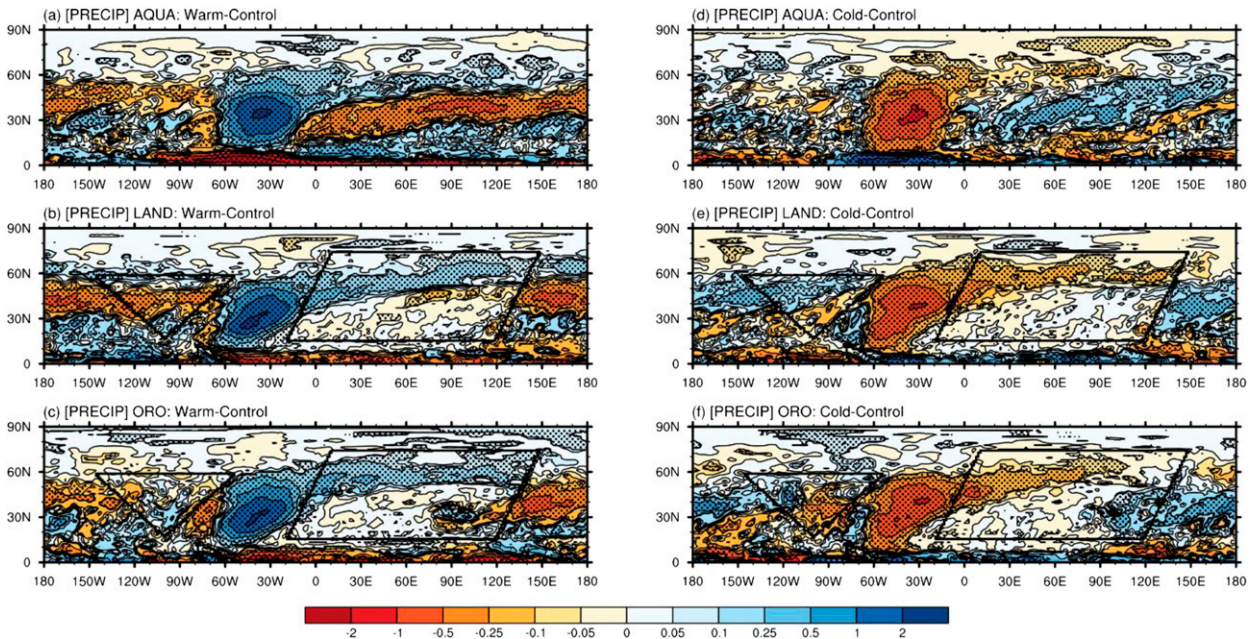 (a) [PRECIP] AQUA: Warm-Control
90N
60N
30N
0
180 150W 120W 90W 60W 30W 0 30E 60E 90E 120E 150E 180
(d) [PRECIP] AQUA: Cold-Control
90N
60N
30N
0
180 150W 120W 90W 60W 30W 0 30E 60E 90E 120E 150E 180
(b) [PRECIP] LAND: Warm-Control
90N
60N
30N
0
180 150W 120W 90W 60W 30W 0 30E 60E 90E 120E 150E 180
(e) [PRECIP] LAND: Cold-Control
90N
60N
30N
0
180 150W 120W 90W 60W 30W 0 30E 60E 90E 120E 150E 180
(c) [PRECIP] ORO: Warm-Control
90N
60N
30N
0
180 150W 120W 90W 60W 30W 0 30E 60E 90E 120E 150E 180
(f) [PRECIP] ORO: Cold-Control
90N
60N
30N
0
180 150W 120W 90W 60W 30W 0 30E 60E 90E 120E 150E 180
-2 -1 -0.5 -0.25 -0.1 -0.05 0 0.05 0.1 0.25 0.5 1 2